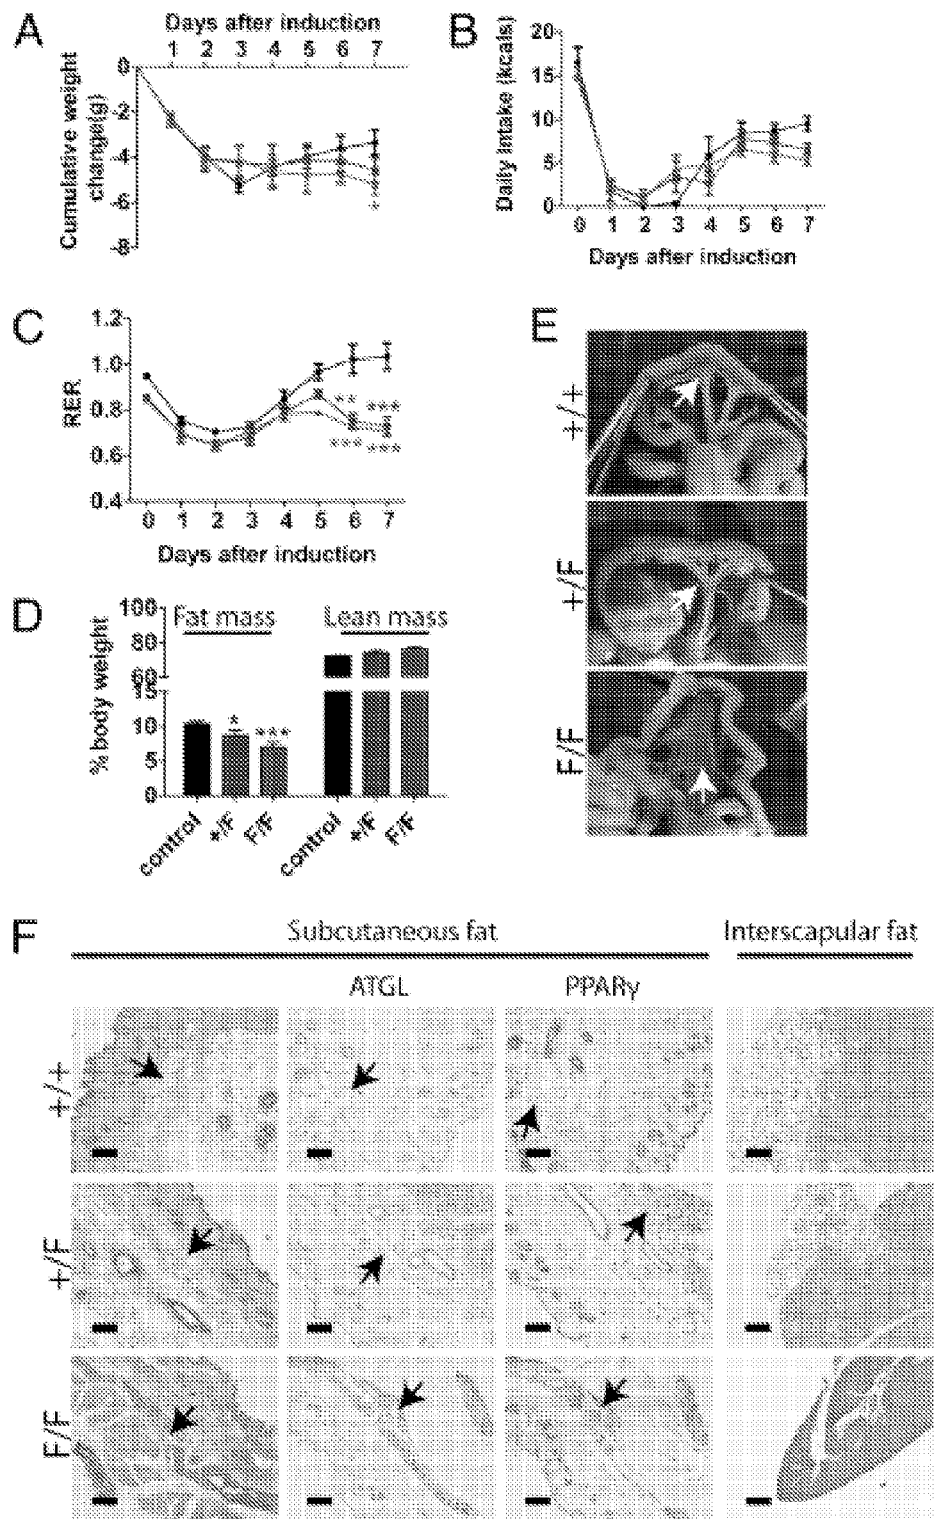 A
Days after induction
1 2 3 4 5 6 7
0
-2
-4
-6
-8
Cumulative weight
change(g)
*
B
20
15
10
5
0
Daily Intake (kcals)
0 1 2 3 4 5 6 7
Days after induction
C
1.2
1.0
0.8
0.6
0.4
RER
** ***
*** ***
0 1 2 3 4 5 6 7
Days after induction
D
100
80
60
15
10
5
0
% body weight
Fat mass Lean mass
* ***
control +/F F/F control +/F F/F
E
+/+
+/F
F/F
F
Subcutaneous fat Interscapular fat
ATGL PPARγ
+/+
+/F
F/F